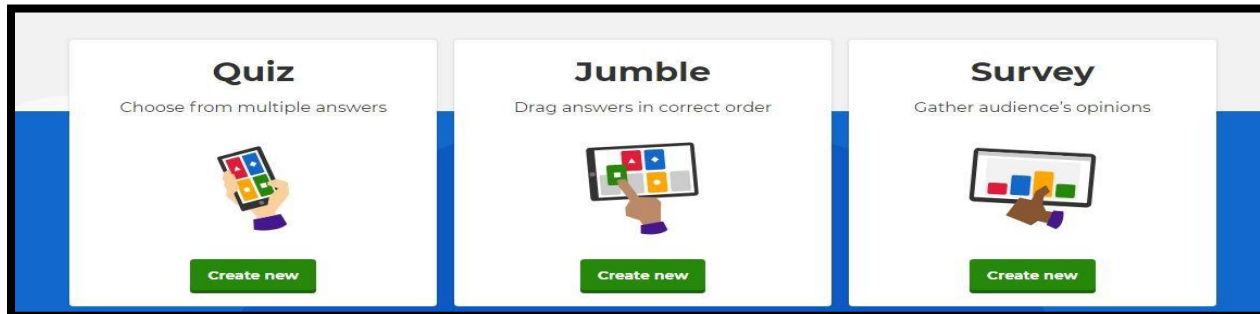 Quiz
Choose from multiple answers
Create new
Jumble
Drag answers in correct order
Create new
Survey
Gather audience's opinions
Create new